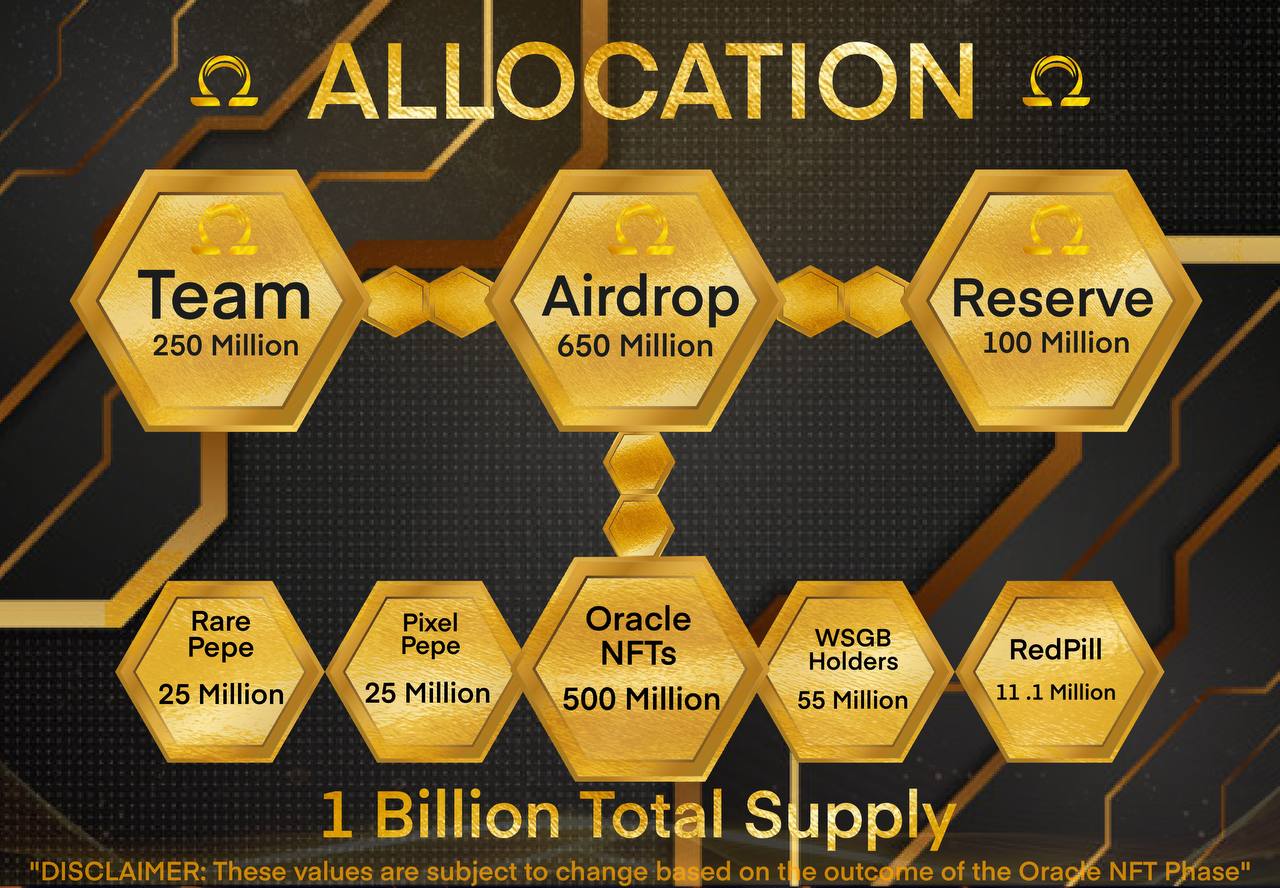 Ω ALLOCATION Ω
Ω
Team
250 Million
Ω
Airdrop
650 Million
Ω
Reserve
100 Million
Rare
Pepe
25 Million
Pixel
Pepe
25 Million
Oracle
NFTs
500 Million
WSGB
Holders
55 Million
RedPill
11 .1 Million
1 Billion Total Supply
"DISCLAIMER: These values are subject to change based on the outcome of the Oracle NFT Phase"